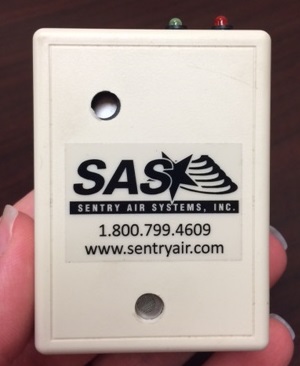 SAS
SENTRY AIR SYSTEMS, INC.
1.800.799.4609
www.sentryair.com